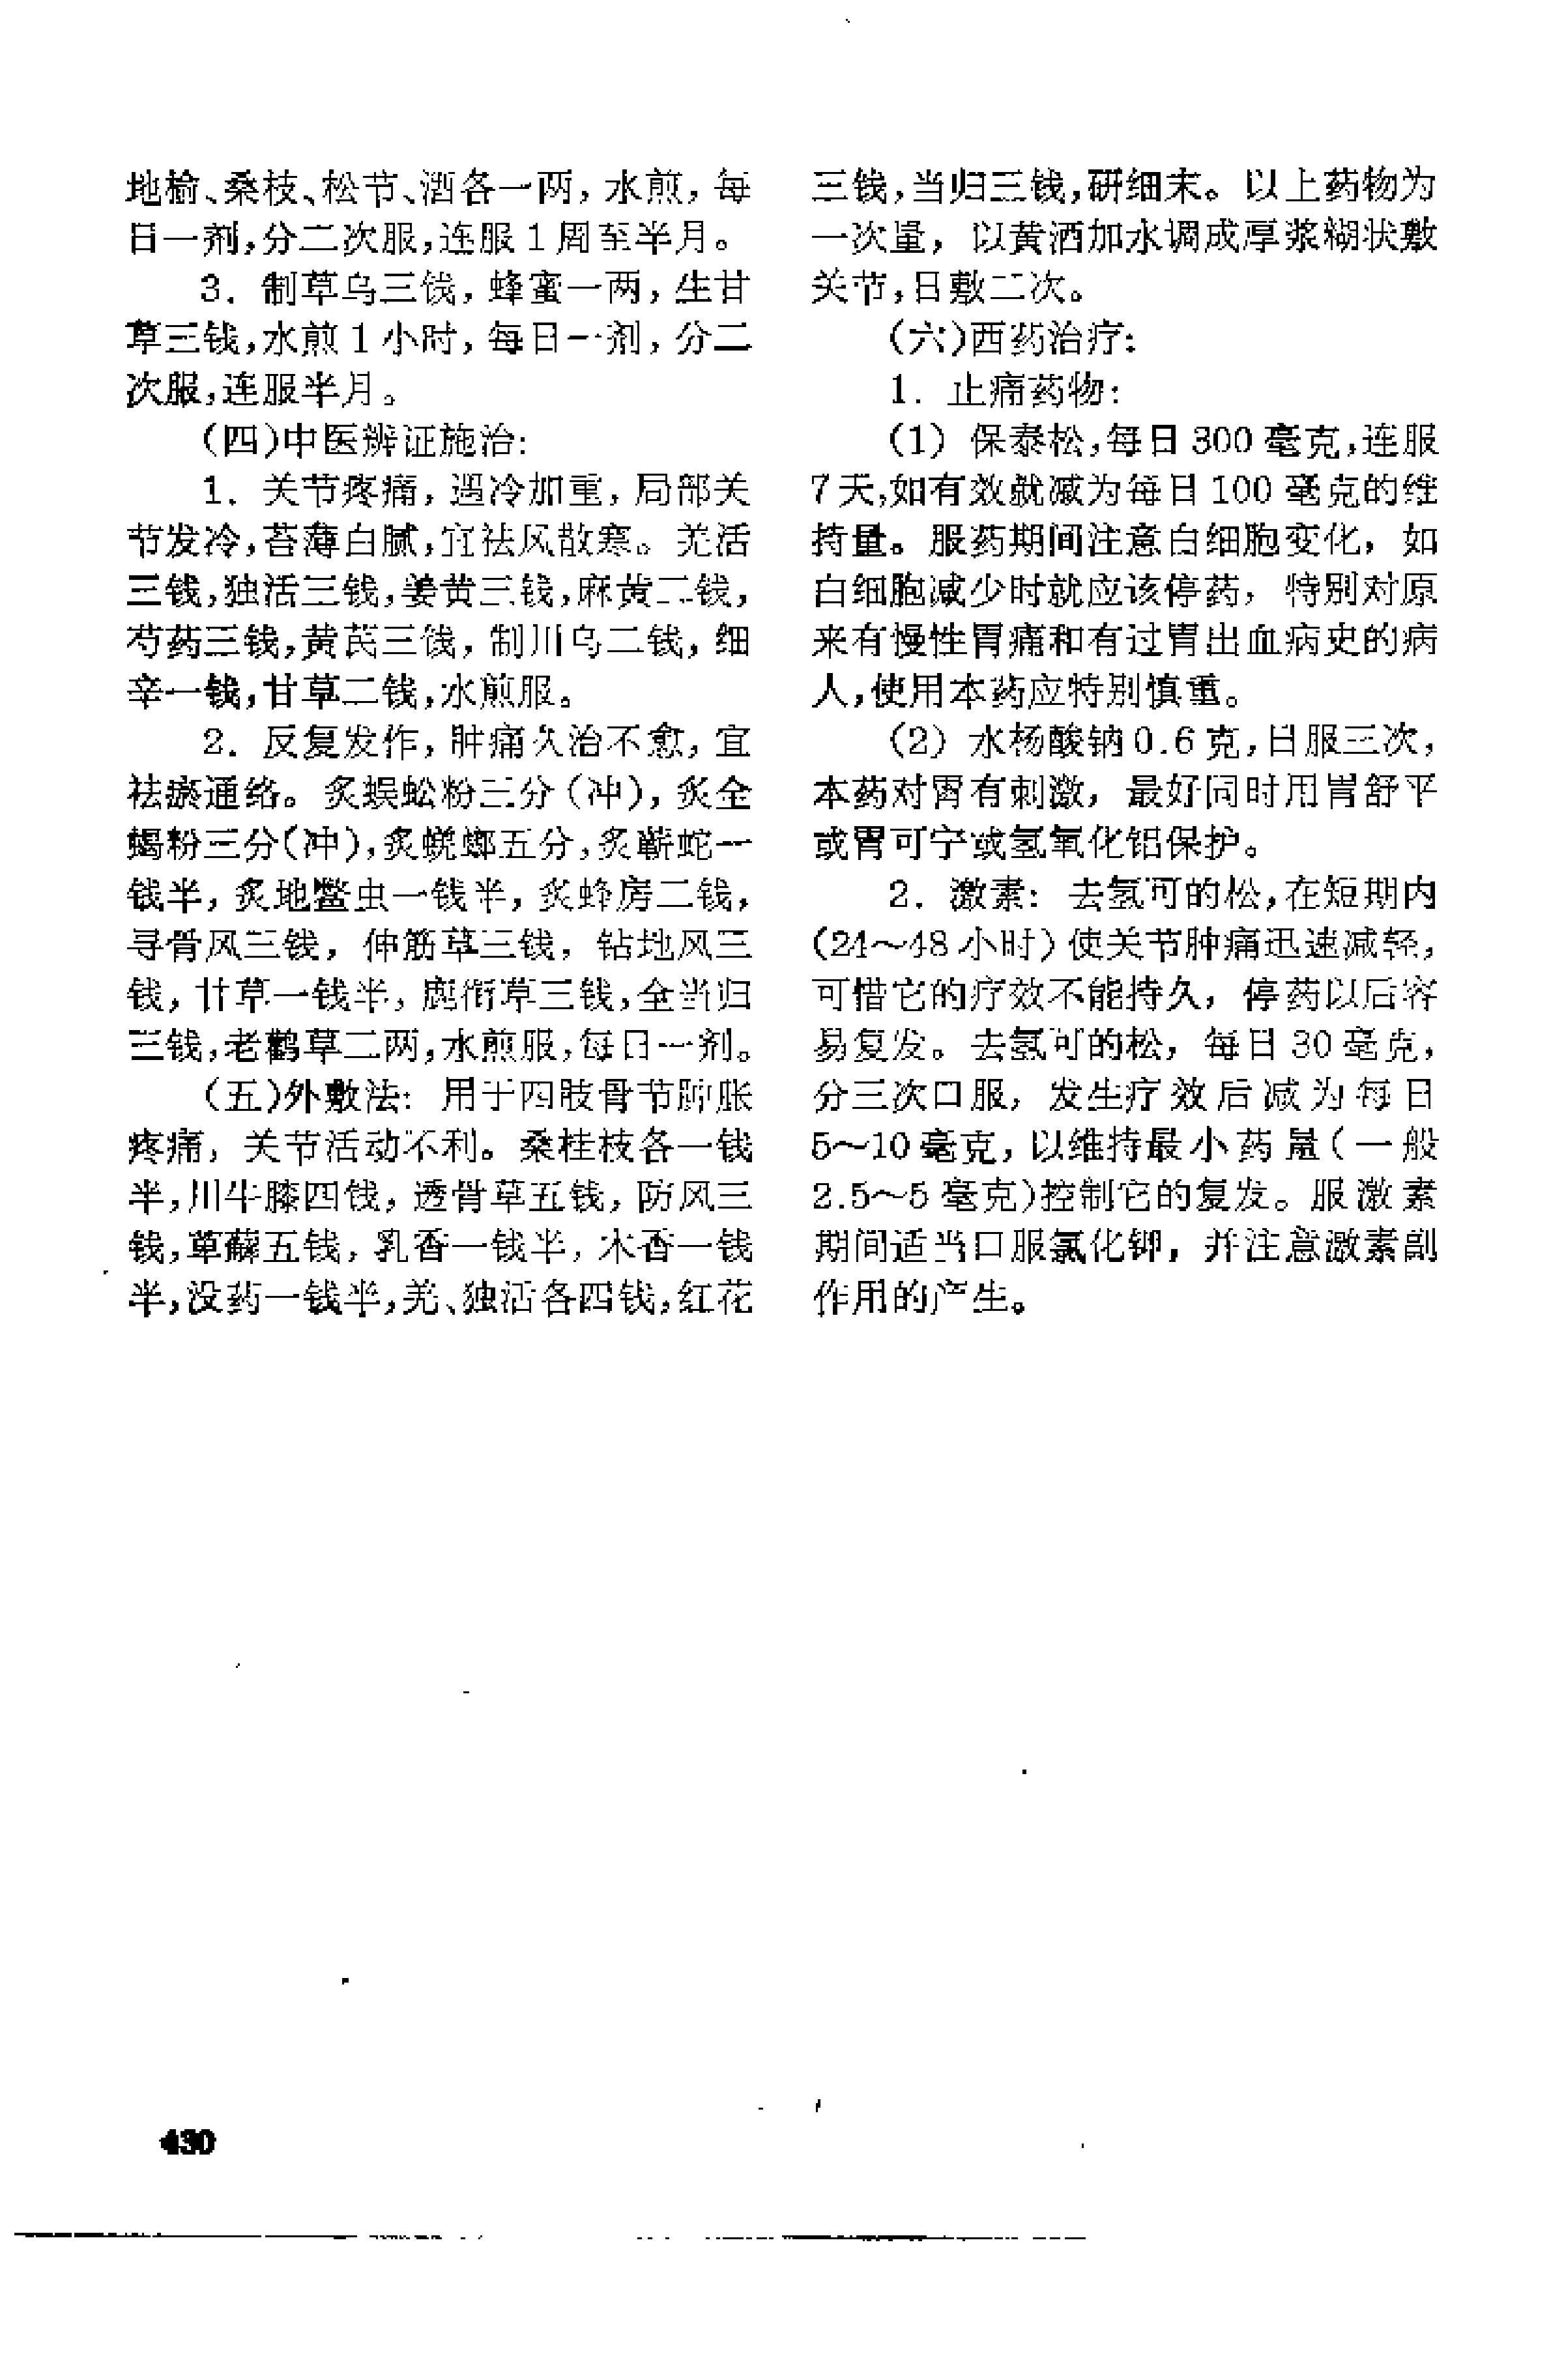 地榆、桑枝、松节、酒各一两，水煎，每
日一剂，分二次服，连服1周至半月。
3．制草乌三钱，蜂蜜一两，生甘
草三钱，水煎1小时，每日一剂，分二
次服，连服半月。
(四)中医辨证施治：
1．关节疼痛，遇冷加重，局部关
节发冷，苔薄白腻，宜祛风散寒。羌活
三钱，独活三钱，姜黄三钱，麻黄二钱，
芍药三钱，黄芪三钱，制川乌二钱，细
辛一钱，甘草二钱，水煎服。
2．反复发作，肿痛久治不愈，宜
祛瘀通络。炙蜈蚣粉三分(冲)，炙全
蝎粉三分(冲)，炙蜣螂五分，炙蕲蛇一
钱半，炙地鳖虫一钱半，炙蜂房二钱，
寻骨风三钱，伸筋草三钱，钻地风三
钱，甘草一钱半，鹿衔草三钱，全当归
三钱，老鹳草二两，水煎服，每日一剂。
(五)外敷法：用于四肢骨节肿胀
疼痛，关节活动不利。桑桂枝各一钱
半，川牛膝四钱，透骨草五钱，防风三
钱，草薢五钱，乳香一钱半，木香一钱
半，没药一钱半，羌、独活各四钱，红花
三钱，当归三钱，研细末。以上药物为
一次量，以黄酒加水调成厚浆糊状敷
关节，日敷二次。
(六)西药治疗：
1．止痛药物：
(1) 保泰松，每日300毫克，连服
7天，如有效就减为每日100毫克的维
持量。服药期间注意白细胞变化，如
白细胞减少时就应该停药，特别对原
来有慢性胃痛和有过胃出血病史的病
人，使用本药应特别慎重。
(2) 水杨酸钠0.6克，日服三次，
本药对胃有刺激，最好同时用胃舒平
或胃可宁或氢氧化铝保护。
2．激素：去氢可的松，在短期内
(24～48小时)使关节肿痛迅速减轻，
可惜它的疗效不能持久，停药以后容
易复发。去氢可的松，每日30毫克，
分三次口服，发生疗效后减为每日
5～10毫克，以维持最小药量(一般
2.5～5毫克)控制它的复发。服激素
期间适当口服氯化钾，并注意激素副
作用的产生。
430